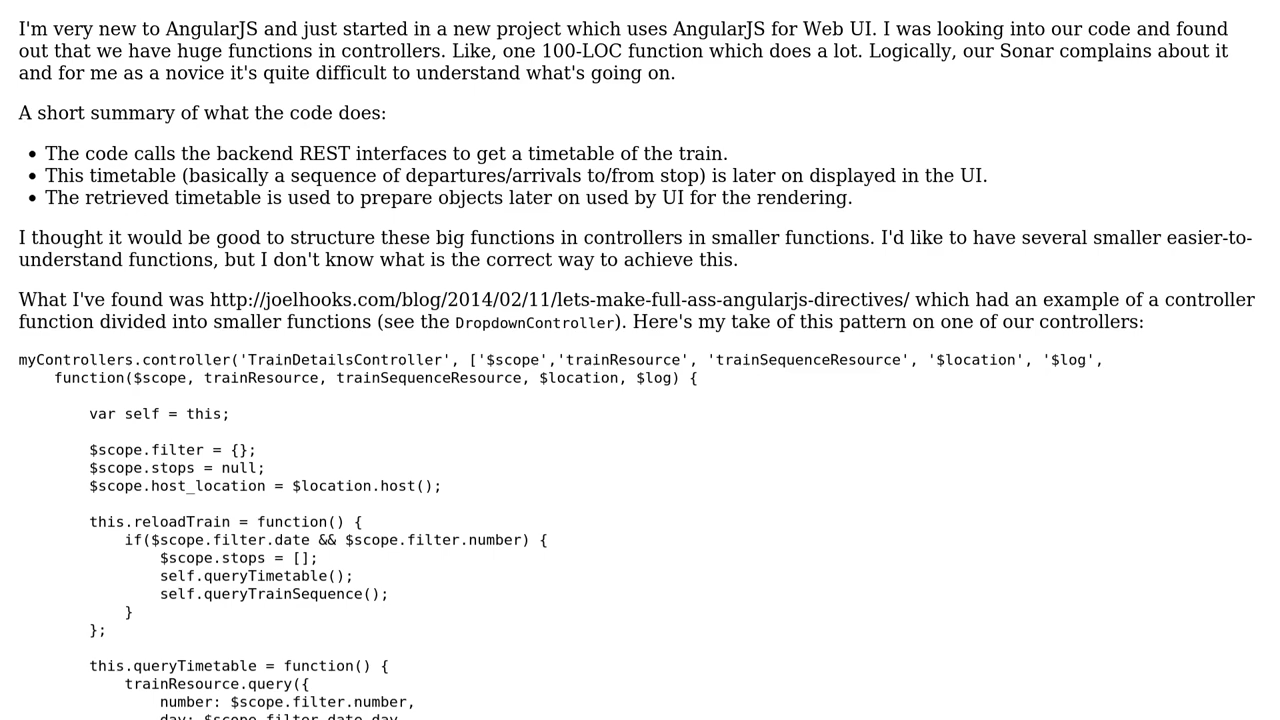 I'm very new to AngularJS and just started in a new project which uses AngularJS for Web UI. I was looking into our code and found
out that we have huge functions in controllers. Like, one 100-LOC function which does a lot. Logically, our Sonar complains about it
and for me as a novice it's quite difficult to understand what's going on.
A short summary of what the code does:
• The code calls the backend REST interfaces to get a timetable of the train.
• This timetable (basically a sequence of departures/arrivals to/from stop) is later on displayed in the UI.
• The retrieved timetable is used to prepare objects later on used by UI for the rendering.
I thought it would be good to structure these big functions in controllers in smaller functions. I'd like to have several smaller easier-to-
understand functions, but I don't know what is the correct way to achieve this.
What I've found was http://joelhooks.com/blog/2014/02/11/lets-make-full-ass-angularjs-directives/ which had an example of a controller
function divided into smaller functions (see the DropdownController). Here's my take of this pattern on one of our controllers:
myControllers.controller('TrainDetailsController', ['$scope','trainResource', 'trainSequenceResource', '$location', '$log',
    function($scope, trainResource, trainSequenceResource, $location, $log) {
        var self = this;
        $scope.filter = {};
        $scope.stops = null;
        $scope.host_location = $location.host();
        this.reloadTrain = function() {
            if($scope.filter.date && $scope.filter.number) {
                $scope.stops = [];
                self.queryTimetable();
                self.queryTrainSequence();
            }
        };
        this.queryTimetable = function() {
            trainResource.query({
                number: $scope.filter.number,
                day: $scope.filter.date.day,